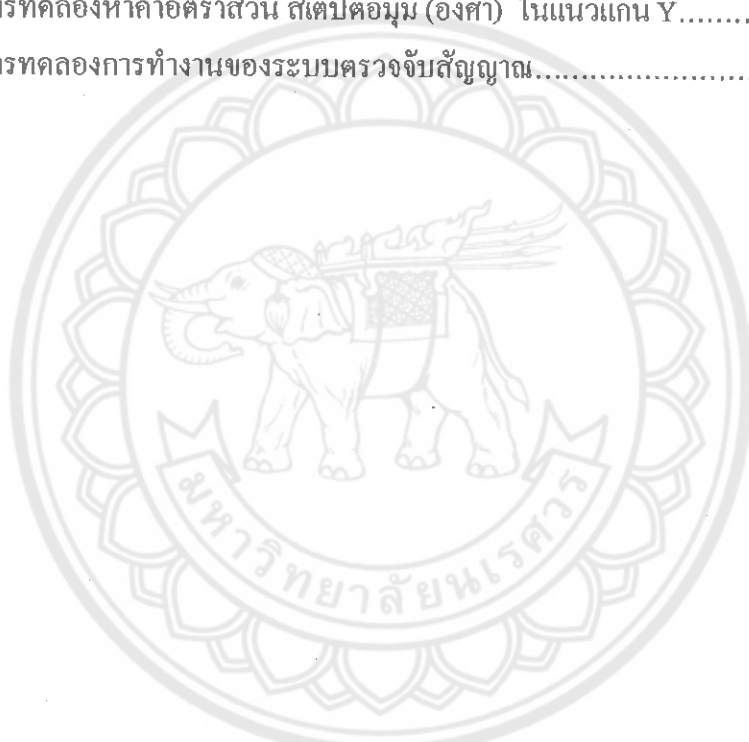 ารทดลองหาค่าอัตราส่วน สเต็ปต่อมุม (องศา) ในแนวแกน Y........
ารทดลองการทำงานของระบบตรวจจับสัญญาณ........................
มหาวิทยาลัยนเรศวร